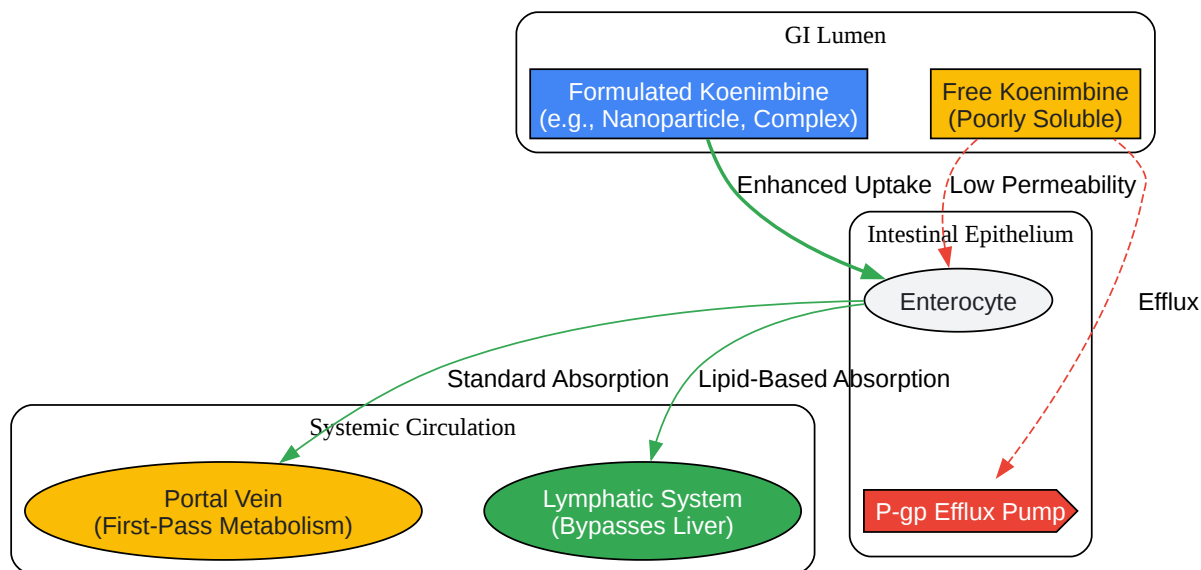 GI Lumen
Formulated Koenimbine
(e.g., Nanoparticle, Complex)
Free Koenimbine
(Poorly Soluble)
Enhanced Uptake
Low Permeability
Intestinal Epithelium
Enterocyte
Efflux
Standard Absorption
Lipid-Based Absorption
Systemic Circulation
Portal Vein
(First-Pass Metabolism)
Lymphatic System
(Bypasses Liver)
P-gp Efflux Pump